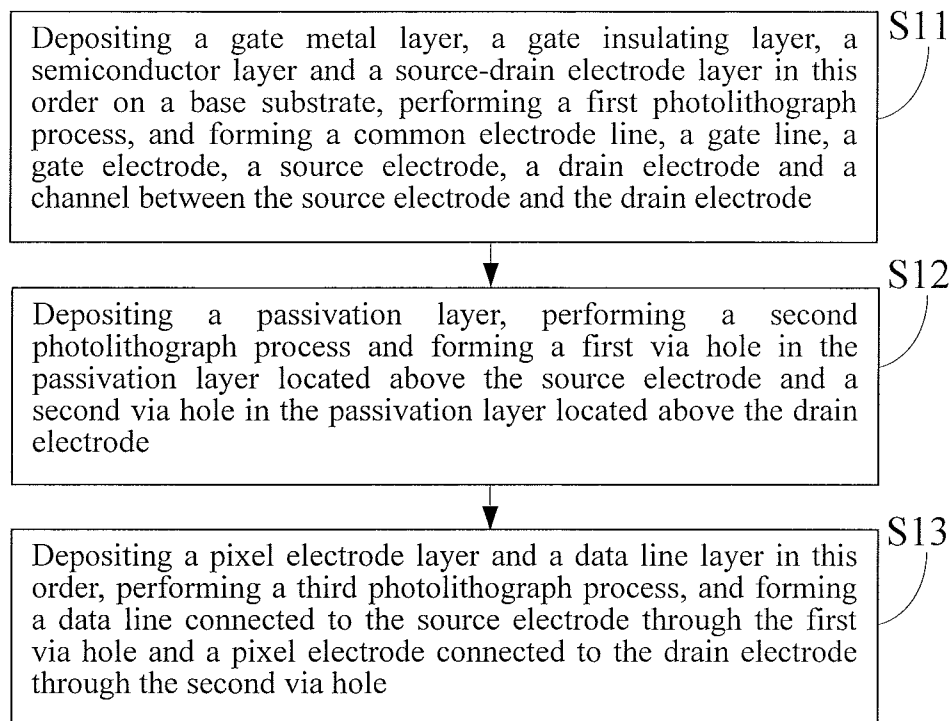 Depositing a gate metal layer, a gate insulating layer, a
semiconductor layer and a source-drain electrode layer in this
order on a base substrate, performing a first photolithograph
process, and forming a common electrode line, a gate line, a
gate electrode, a source electrode, a drain electrode and a
channel between the source electrode and the drain electrode
S11
Depositing a passivation layer, performing a second
photolithograph process and forming a first via hole in the
passivation layer located above the source electrode and a
second via hole in the passivation layer located above the drain
electrode
S12
Depositing a pixel electrode layer and a data line layer in this
order, performing a third photolithograph process, and forming
a data line connected to the source electrode through the first
via hole and a pixel electrode connected to the drain electrode
through the second via hole
S13